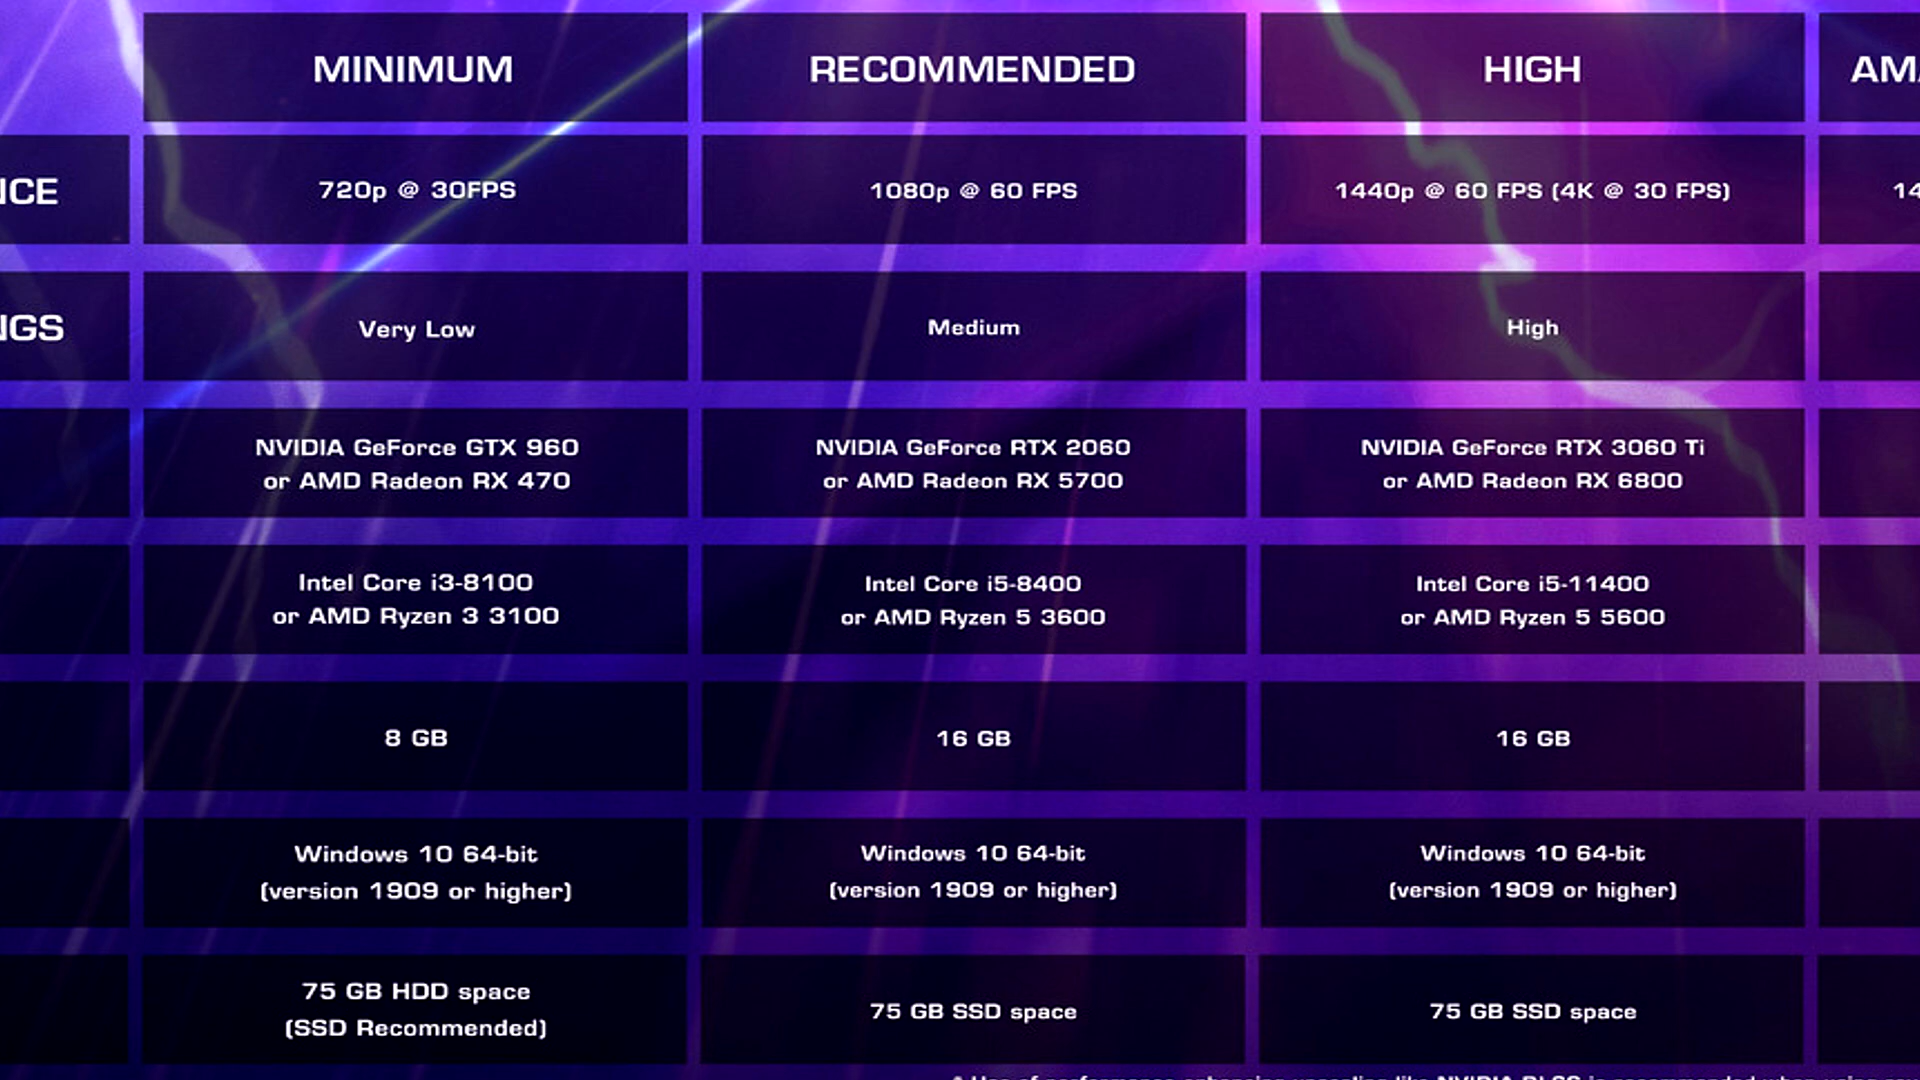 MINIMUM
RECOMMENDED
HIGH
720p @ 30FPS
1080p @ 60 FPS
1440p @ 60 FPS (4K @ 30 FPS)
Very Low
Medium
High
NVIDIA GeForce GTX 960
or AMD Radeon RX 470
NVIDIA GeForce RTX 2060
or AMD Radeon RX 5700
NVIDIA GeForce RTX 3060 Ti
or AMD Radeon RX 6800
Intel Core i3-8100
or AMD Ryzen 3 3100
Intel Core i5-8400
or AMD Ryzen 5 3600
Intel Core i5-11400
or AMD Ryzen 5 5600
8 GB
16 GB
16 GB
Windows 10 64-bit
(version 1909 or higher)
Windows 10 64-bit
(version 1909 or higher)
Windows 10 64-bit
(version 1909 or higher)
75 GB HDD space
(SSD Recommended)
75 GB SSD space
75 GB SSD space